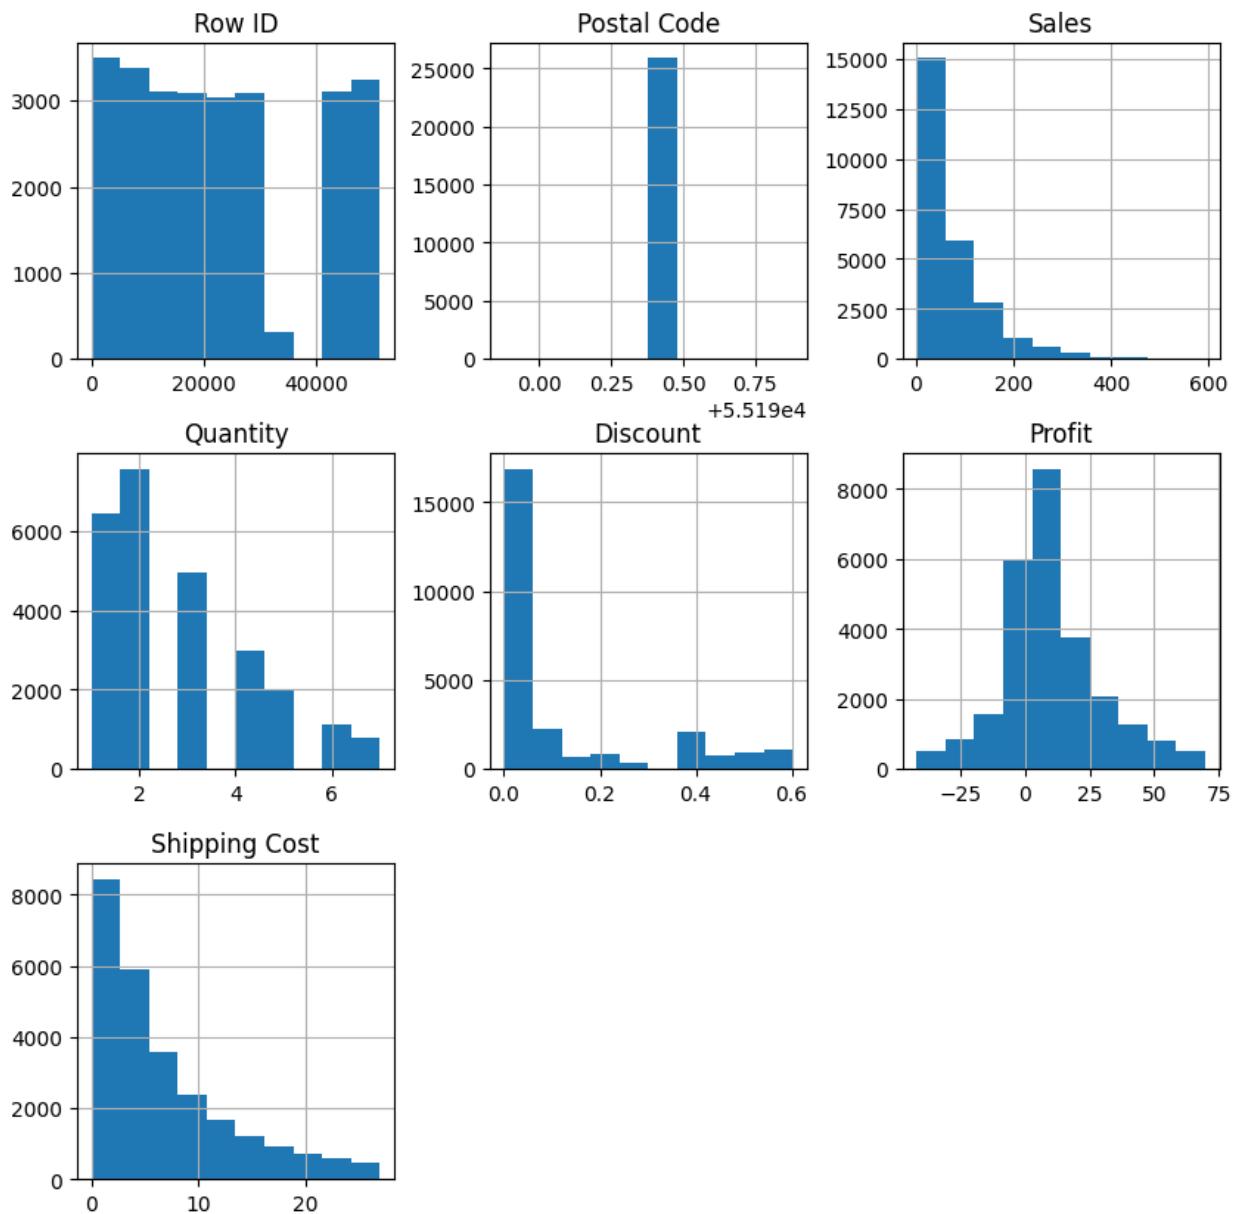 Row ID
3000
2000
1000
0
0 20000 40000
Postal Code
25000
20000
15000
10000
5000
0
0.00 0.25 0.50 0.75
+5.519e4
Sales
15000
12500
10000
7500
5000
2500
0
0 200 400 600
Quantity
6000
4000
2000
0
2 4 6
Discount
15000
10000
5000
0
0.0 0.2 0.4 0.6
Profit
8000
6000
4000
2000
0
−25 0 25 50 75
Shipping Cost
8000
6000
4000
2000
0
0 10 20